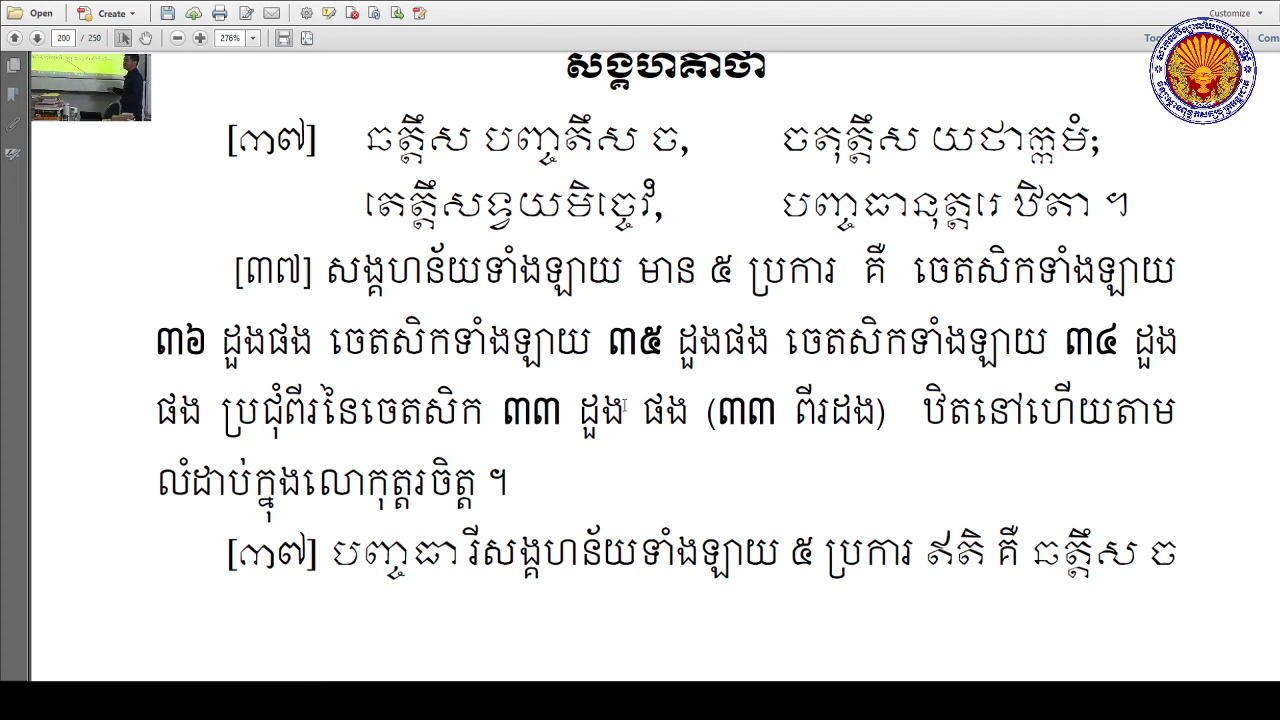 Open Create Customize
200 / 250 276%
សង្គហគាថា
[៣៧] ឆត្តឹស បញ្ចតឹស ច, ចតុត្តឹស យថាក្កមំ;
តេត្តឹសទ្វយមិច្ចេវំ, បញ្ចធានុត្តរេ ឋិតា ។
[៣៧] សង្គហន័យទាំងឡាយ មាន ៥ ប្រការ គឺ ចេតសិកទាំងឡាយ
៣៦ ដួងផង ចេតសិកទាំងឡាយ ៣៥ ដួងផង ចេតសិកទាំងឡាយ ៣៤ ដួង
ផង ប្រជុំពីរនៃចេតសិក ៣៣ ដួង ផង (៣៣ ពីរដង) ឋិតនៅហើយតាម
លំដាប់ក្នុងលោកុត្តរចិត្ត ។
[៣៧] បញ្ចធា រីសង្គហន័យទាំងឡាយ ៥ ប្រការ ឥតិ គឺ ឆត្តឹស ច